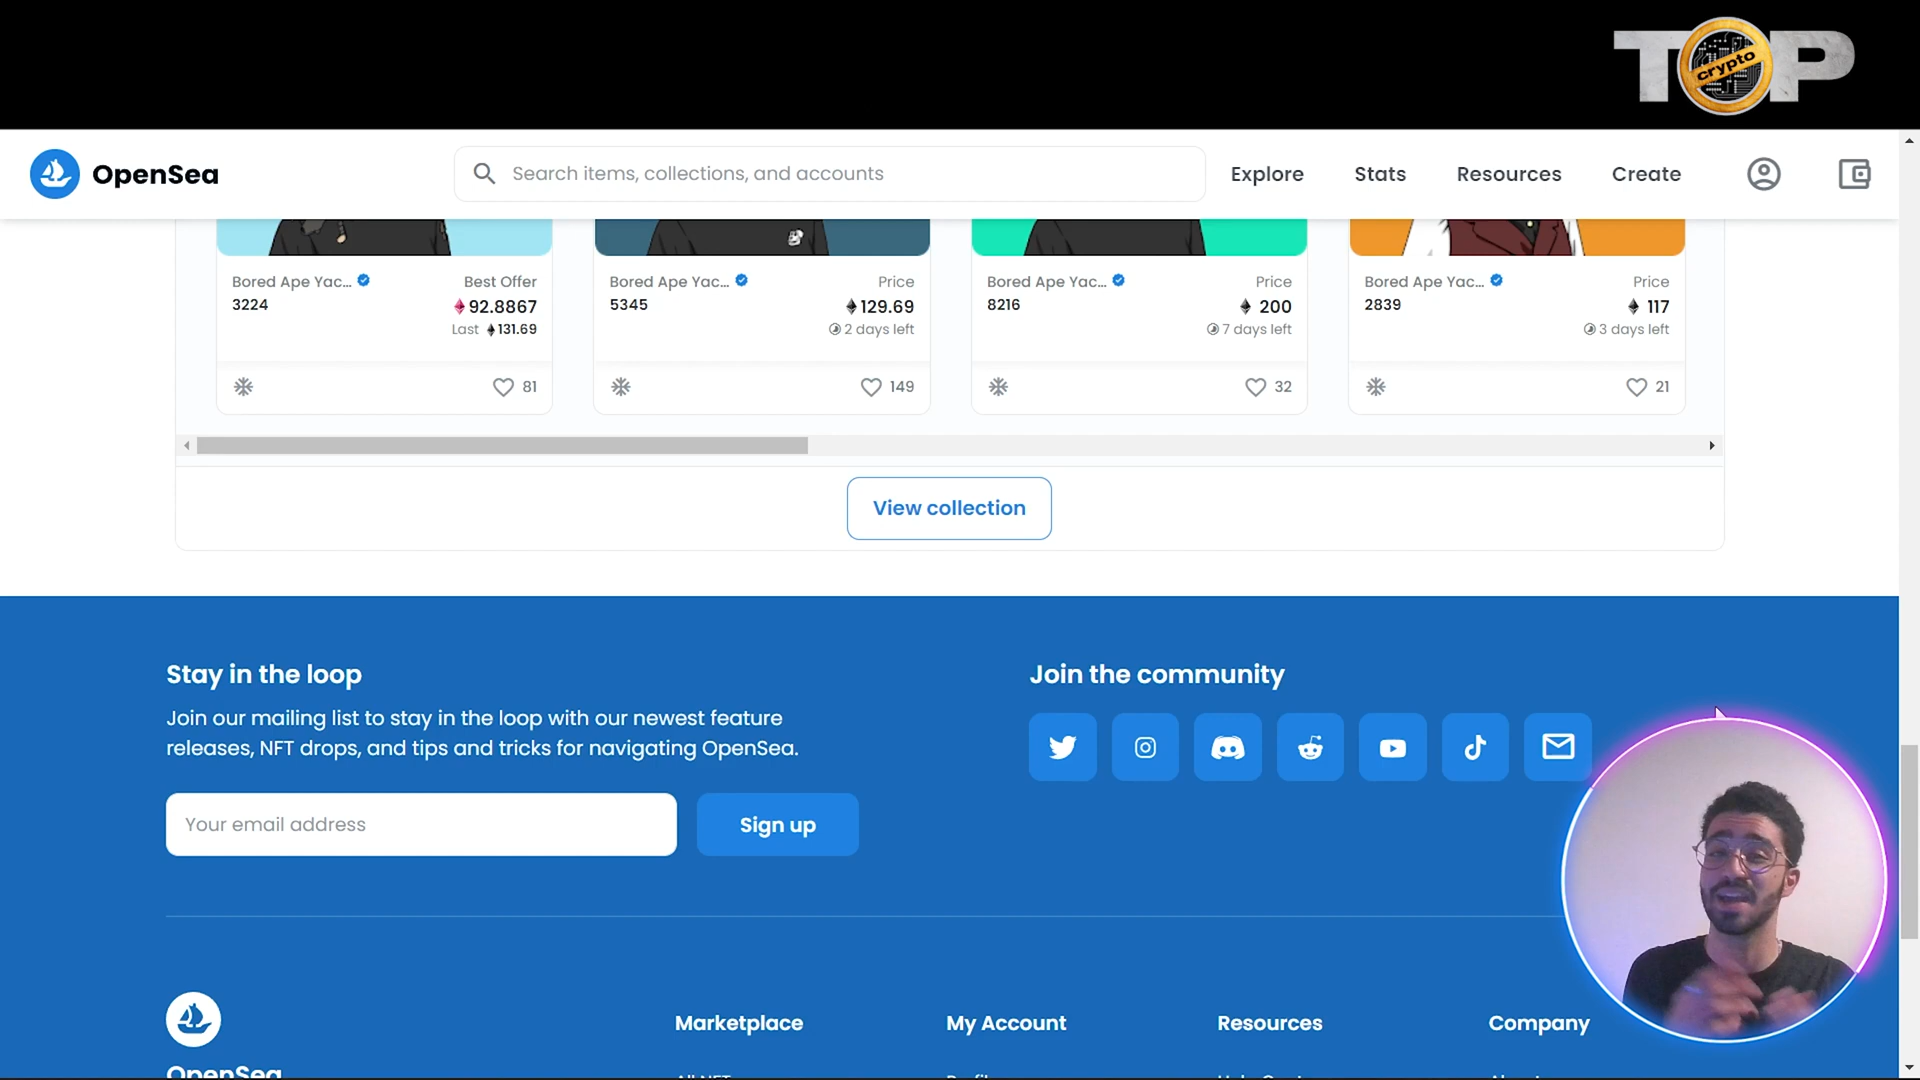 TOP
crypto
OpenSea
Search items, collections, and accounts
Explore
Stats
Resources
Create
Bored Ape Yac...
Best Offer
3224
92.8867
Last 131.69
81
Bored Ape Yac...
Price
5345
129.69
2 days left
149
Bored Ape Yac...
Price
8216
200
7 days left
32
Bored Ape Yac...
Price
2839
117
3 days left
21
View collection
Stay in the loop
Join our mailing list to stay in the loop with our newest feature
releases, NFT drops, and tips and tricks for navigating OpenSea.
Your email address
Sign up
Join the community
OpenSea
Marketplace
My Account
Resources
Company